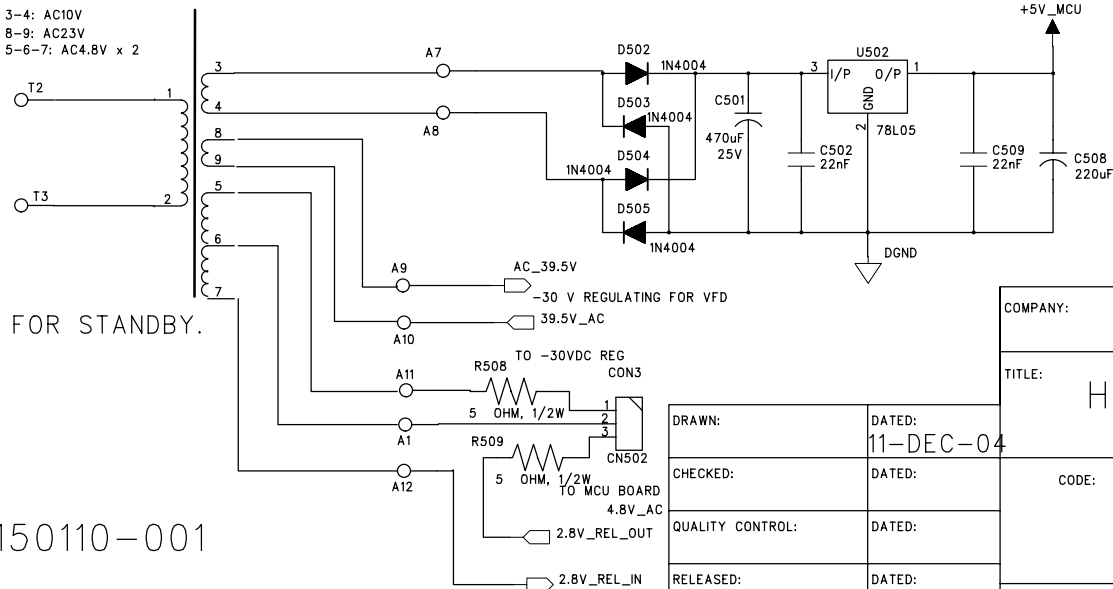 3-4: AC10V
8-9: AC23V
5-6-7: AC4.8V x 2
T2
1
T3
2
3
4
8
9
5
6
7
A7
A8
D502
1N4004
D503
1N4004
D504
1N4004
D505
1N4004
C501
470uF
25V
C502
22nF
U502
3
I/P
O/P
1
GND
2
78L05
+5V_MCU
C509
22nF
C508
220uF
DGND
A9
AC_39.5V
-30 V REGULATING FOR VFD
A10
39.5V_AC
TO -30VDC REG
FOR STANDBY.
A11
R508
5 OHM, 1/2W
CON3
1
2
3
CN502
A1
R509
5 OHM, 1/2W
TO MCU BOARD
4.8V_AC
A12
2.8V_REL_OUT
2.8V_REL_IN
150110-001
COMPANY:
TITLE:
H
DRAWN:
DATED:
11-DEC-04
CHECKED:
DATED:
CODE:
QUALITY CONTROL:
DATED:
RELEASED:
DATED: